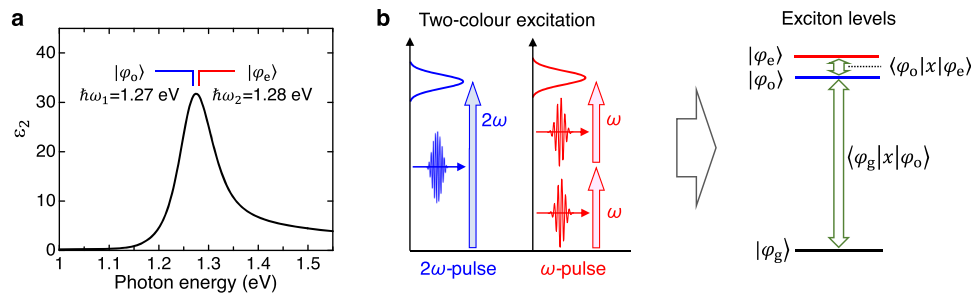 a
|φo⟩
|φe⟩
ħω1=1.27 eV
ħω2=1.28 eV
ε2
40
30
20
10
0
1
1.1
1.2
1.3
1.4
1.5
Photon energy (eV)
b
Two-colour excitation
2ω
ω
ω
2ω-pulse
ω-pulse
Exciton levels
|φe⟩
|φo⟩
⟨φo|x|φe⟩
⟨φg|x|φo⟩
|φg⟩